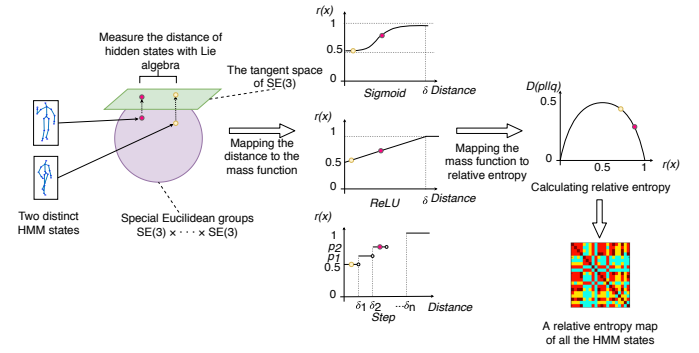 Measure the distance of
hidden states with Lie
algebra
The tangent space
of SE(3)
Two distinct
HMM states
Special Eucilidean groups
SE(3) × · · · × SE(3)
Mapping the
distance to the
mass function
r(x)
1
0.5
0
δ Distance
Sigmoid
r(x)
1
0.5
0
δ Distance
ReLU
r(x)
1
p2
p1
0.5
0
δ1 δ2 ···δn Distance
Step
Mapping the
mass function to
relative entropy
D(p||q)
0.5
0
0.5 1 r(x)
Calculating relative entropy
A relative entropy map
of all the HMM states